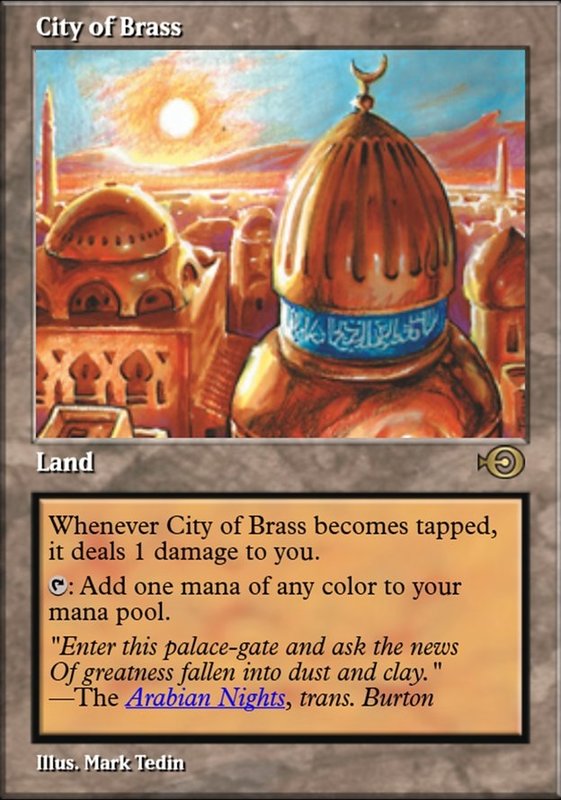 City of Brass
Land
Whenever City of Brass becomes tapped,
it deals 1 damage to you.
: Add one mana of any color to your
mana pool.
"Enter this palace-gate and ask the news
Of greatness fallen into dust and clay."
—The Arabian Nights, trans. Burton
Illus. Mark Tedin